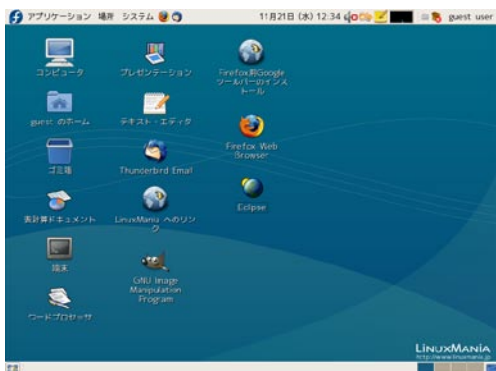 アプリケーション 場所 システム 11月21日 (水) 12:34 guest user
コンピュータ
プレゼンテーション
Firefox用Google
ツールバーのインス
トール
guest のホーム
テキスト・エディタ
Firefox Web
Browser
ゴミ箱
Thunderbird Email
Eclipse
表計算ドキュメント
LinuxMania へのリン
ク
端末
GNU Image
Manipulation
Program
ワードプロセッサ
LINUXMANIA
http://www.linuxmania.jp